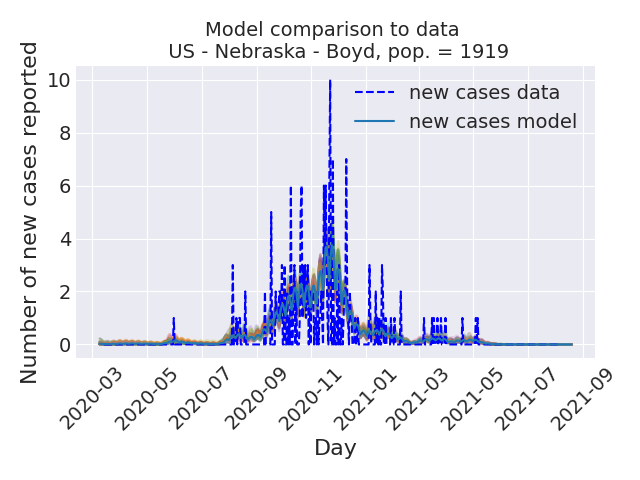 Model comparison to data
US - Nebraska - Boyd, pop. = 1919
Number of new cases reported
10
8
6
4
2
0
new cases data
new cases model
2020-03
2020-05
2020-07
2020-09
2020-11
2021-01
2021-03
2021-05
2021-07
2021-09
Day